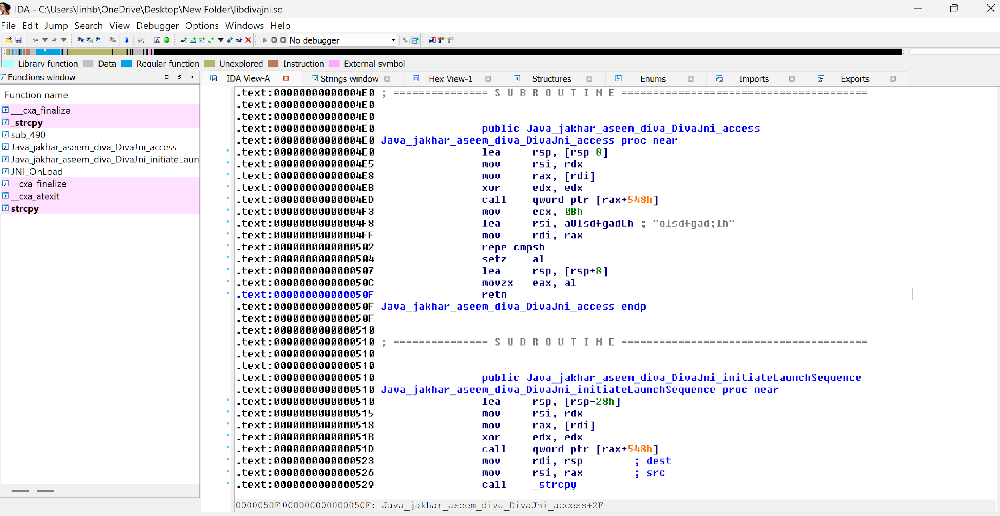 IDA - C:\Users\linhb\OneDrive\Desktop\New Folder\libdivajni.so
File Edit Jump Search View Debugger Options Windows Help
No debugger
Library function Data Regular function Unexplored Instruction External symbol
Functions window
IDA View-A Strings window Hex View-1 Structures Enums Imports Exports
Function name
___cxa_finalize
_strcpy
sub_490
Java_jakhar_aseem_diva_DivaJni_access
Java_jakhar_aseem_diva_DivaJni_initiateLaun
JNI_OnLoad
__cxa_finalize
__cxa_atexit
strcpy
.text:00000000000004E0 ; =============== S U B R O U T I N E =======================================
.text:00000000000004E0
.text:00000000000004E0
.text:00000000000004E0 public Java_jakhar_aseem_diva_DivaJni_access
.text:00000000000004E0 Java_jakhar_aseem_diva_DivaJni_access proc near
.text:00000000000004E0 lea rsp, [rsp-8]
.text:00000000000004E5 mov rsi, rdx
.text:00000000000004E8 mov rax, [rdi]
.text:00000000000004EB xor edx, edx
.text:00000000000004ED call qword ptr [rax+548h]
.text:00000000000004F3 mov ecx, 0Bh
.text:00000000000004F8 lea rsi, aOlsdfgadLh ; "olsdfgad;lh"
.text:00000000000004FF mov rdi, rax
.text:0000000000000502 repe cmpsb
.text:0000000000000504 setz al
.text:0000000000000507 lea rsp, [rsp+8]
.text:000000000000050C movzx eax, al
.text:000000000000050F retn
.text:000000000000050F Java_jakhar_aseem_diva_DivaJni_access endp
.text:000000000000050F
.text:0000000000000510
.text:0000000000000510 ; =============== S U B R O U T I N E =======================================
.text:0000000000000510
.text:0000000000000510
.text:0000000000000510 public Java_jakhar_aseem_diva_DivaJni_initiateLaunchSequence
.text:0000000000000510 Java_jakhar_aseem_diva_DivaJni_initiateLaunchSequence proc near
.text:0000000000000510 lea rsp, [rsp-28h]
.text:0000000000000515 mov rsi, rdx
.text:0000000000000518 mov rax, [rdi]
.text:000000000000051B xor edx, edx
.text:000000000000051D call qword ptr [rax+548h]
.text:0000000000000523 mov rdi, rsp ; dest
.text:0000000000000526 mov rsi, rax ; src
.text:0000000000000529 call _strcpy
0000050F 000000000000050F: Java_jakhar_aseem_diva_DivaJni_access+2F